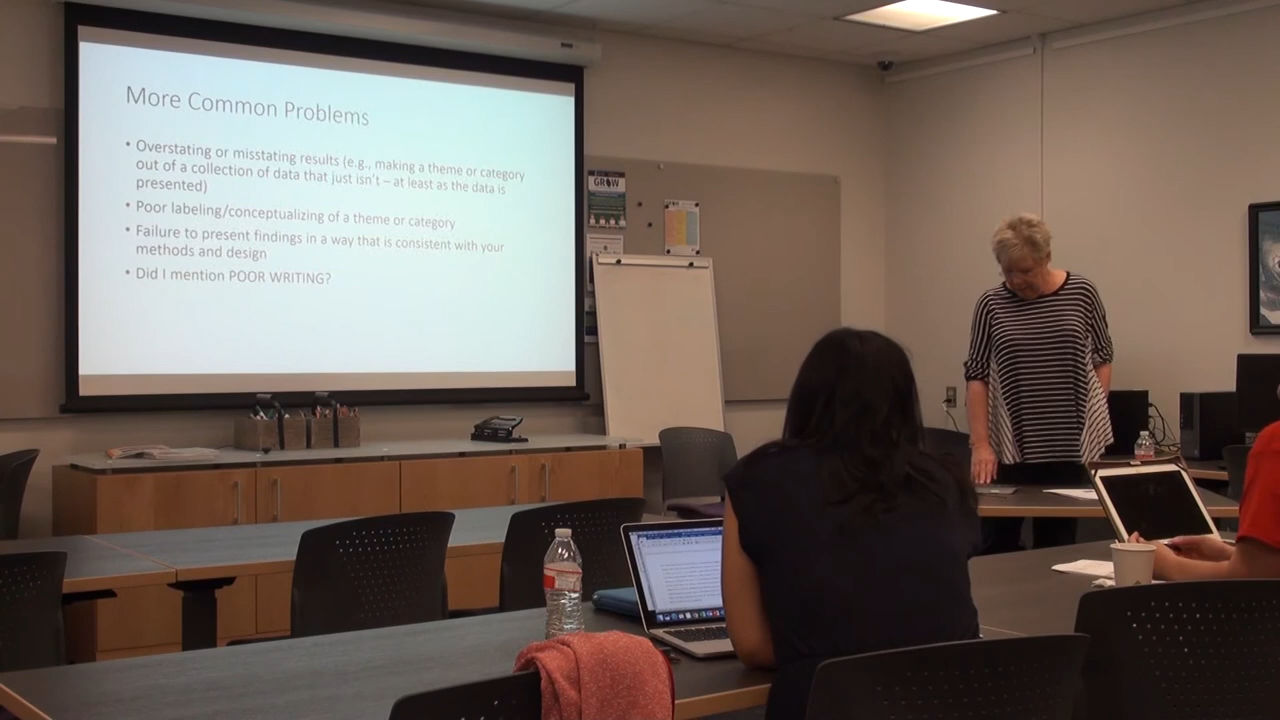 More Common Problems
• Overstating or misstating results (e.g., making a theme or category
out of a collection of data that just isn't – at least as the data is
presented)
• Poor labeling/conceptualizing of a theme or category
• Failure to present findings in a way that is consistent with your
methods and design
• Did I mention POOR WRITING?
GROW